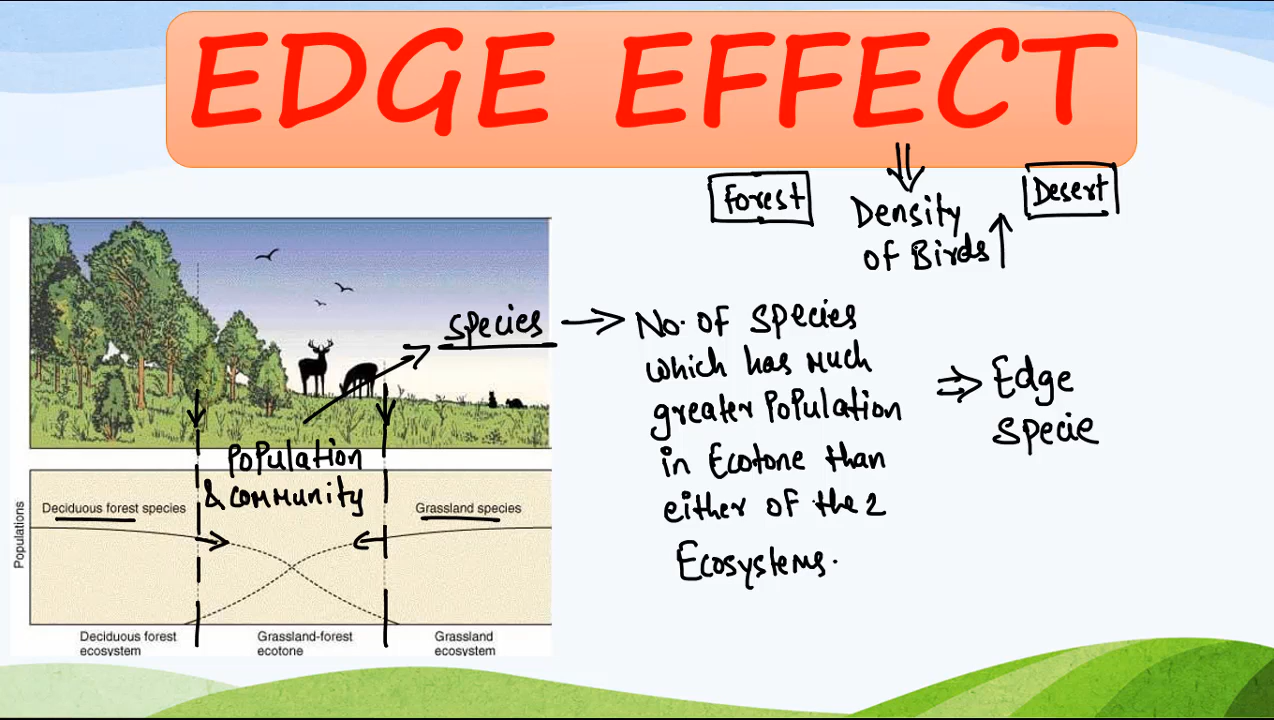 EDGE EFFECT
Forest
Desert
Density
of Birds
Species
No. of species
which has much
greater population
in Ecotone than
either of the 2
Ecosystems.
Edge
specie
Population
& community
Populations
Deciduous forest species
Grassland species
Deciduous forest
ecosystem
Grassland-forest
ecotone
Grassland
ecosystem